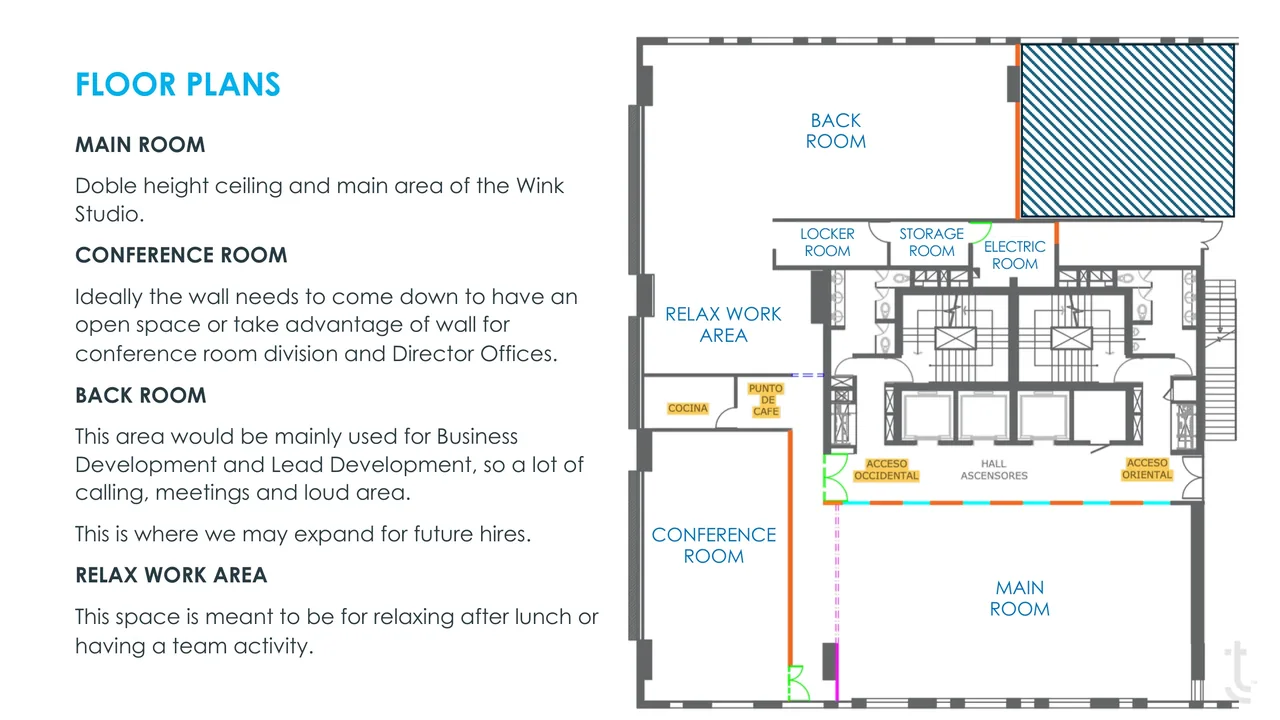 FLOOR PLANS
MAIN ROOM
Doble height ceiling and main area of the Wink
Studio.
CONFERENCE ROOM
Ideally the wall needs to come down to have an
open space or take advantage of wall for
conference room division and Director Offices.
BACK ROOM
This area would be mainly used for Business
Development and Lead Development, so a lot of
calling, meetings and loud area.
This is where we may expand for future hires.
RELAX WORK AREA
This space is meant to be for relaxing after lunch or
having a team activity.
BACK
ROOM
LOCKER
ROOM
STORAGE
ROOM
ELECTRIC
ROOM
RELAX WORK
AREA
COCINA
PUNTO
DE
CAFE
ACCESO
OCCIDENTAL
HALL
ASCENSORES
ACCESO
ORIENTAL
CONFERENCE
ROOM
MAIN
ROOM
t